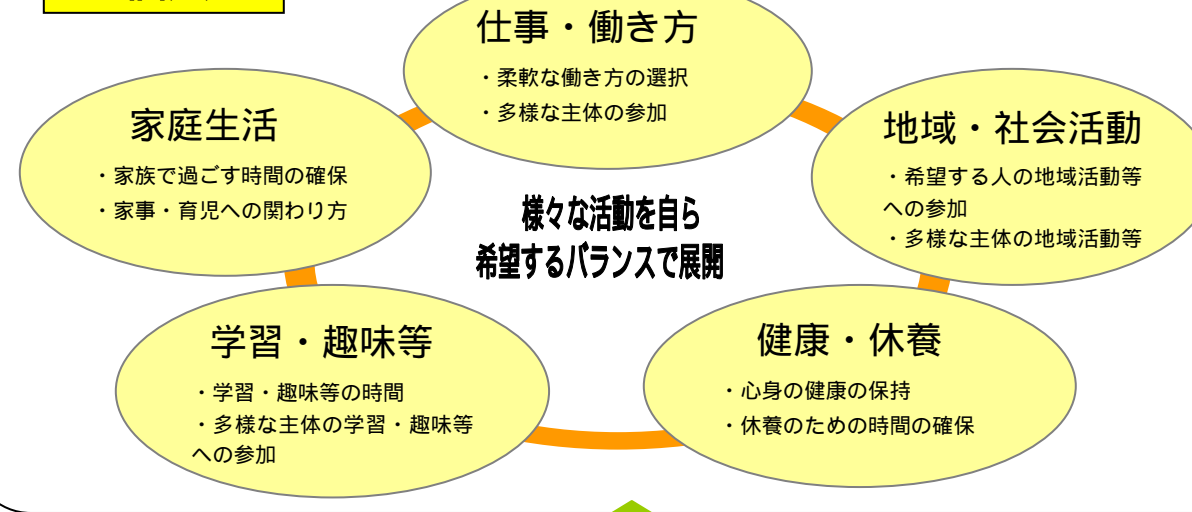 仕事・働き方
・柔軟な働き方の選択
・多様な主体の参加
家庭生活
・家族で過ごす時間の確保
・家事・育児への関わり方
地域・社会活動
・希望する人の地域活動等
への参加
・多様な主体の地域活動等
様々な活動を自ら
希望するバランスで展開
学習・趣味等
・学習・趣味等の時間
・多様な主体の学習・趣味等
への参加
健康・休養
・心身の健康の保持
・休養のための時間の確保